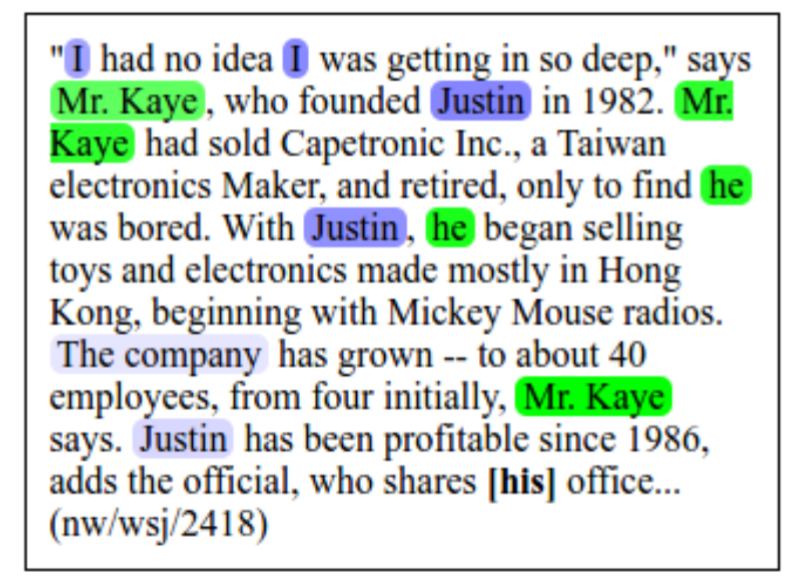 "I had no idea I was getting in so deep," says
Mr. Kaye, who founded Justin in 1982. Mr.
Kaye had sold Capetronic Inc., a Taiwan
electronics Maker, and retired, only to find he
was bored. With Justin, he began selling
toys and electronics made mostly in Hong
Kong, beginning with Mickey Mouse radios.
The company has grown -- to about 40
employees, from four initially, Mr. Kaye
says. Justin has been profitable since 1986,
adds the official, who shares [his] office...
(nw/wsj/2418)